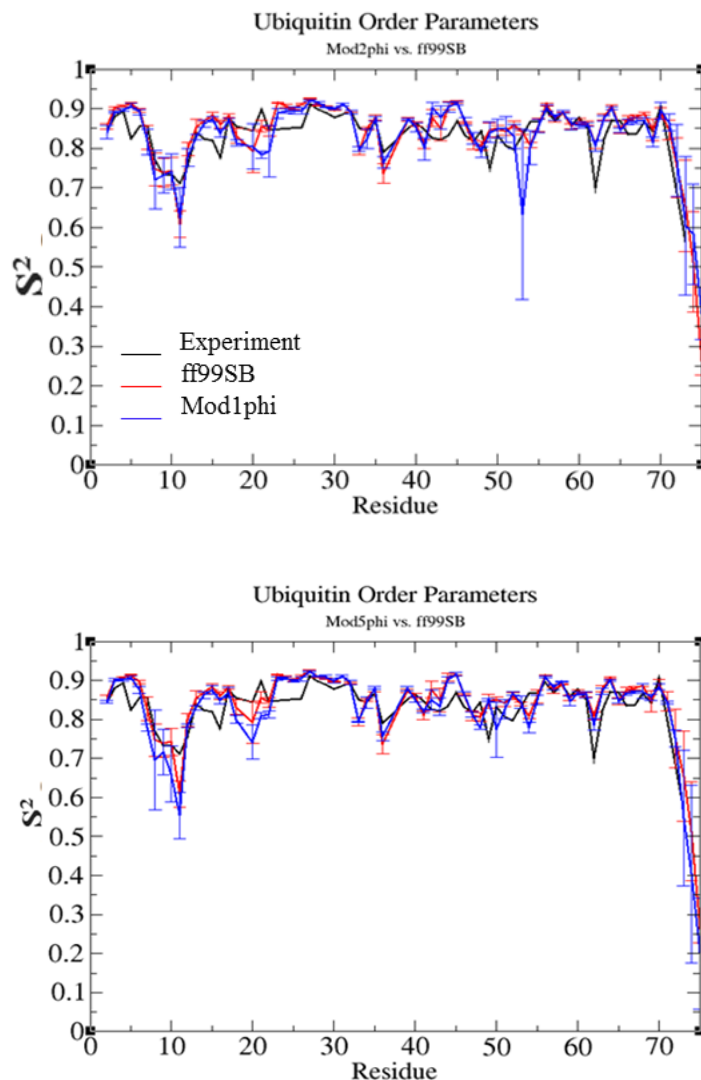 Ubiquitin Order Parameters
Mod2phi vs. ff99SB
1
0.9
0.8
0.7
0.6
0.5
0.4
0.3
0.2
0.1
0
S²
Experiment
ff99SB
Mod1phi
0 10 20 30 40 50 60 70
Residue
Ubiquitin Order Parameters
Mod5phi vs. ff99SB
1
0.9
0.8
0.7
0.6
0.5
0.4
0.3
0.2
0.1
0
S²
0 10 20 30 40 50 60 70
Residue